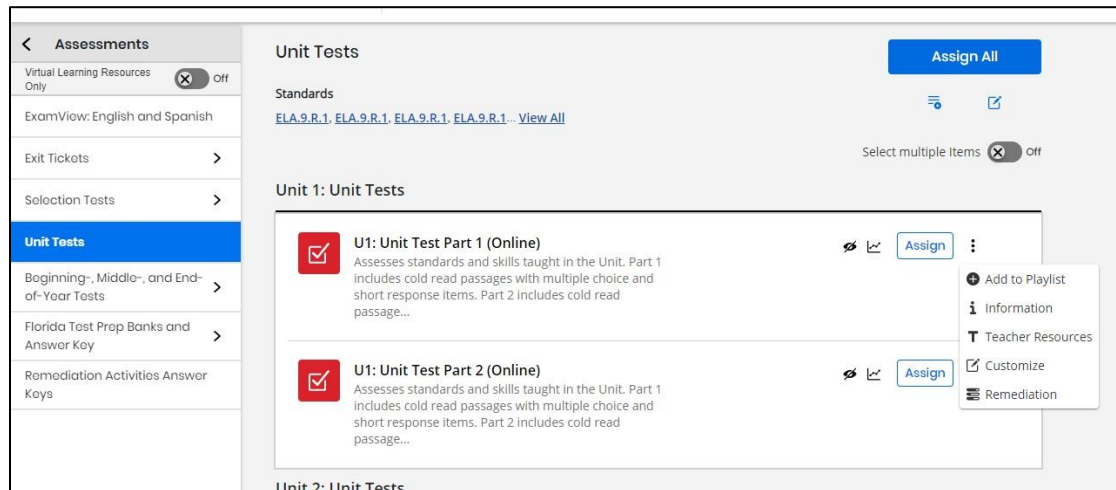 Assessments
Virtual Learning Resources
Only
Off
ExamView: English and Spanish
Exit Tickets
Selection Tests
Unit Tests
Beginning-, Middle-, and End-
of-Year Tests
Florida Test Prep Banks and
Answer Key
Remediation Activities Answer
Keys
Unit Tests
Assign All
Standards
ELA.9.R.1, ELA.9.R.1, ELA.9.R.1, ELA.9.R.1... View All
Select multiple Items Off
Unit 1: Unit Tests
U1: Unit Test Part 1 (Online)
Assesses standards and skills taught in the Unit. Part 1
includes cold read passages with multiple choice and
short response items. Part 2 includes cold read
passage...
Assign
Add to Playlist
Information
Teacher Resources
Customize
Remediation
U1: Unit Test Part 2 (Online)
Assesses standards and skills taught in the Unit. Part 1
includes cold read passages with multiple choice and
short response items. Part 2 includes cold read
passage...
Assign
Unit 2: Unit Tests